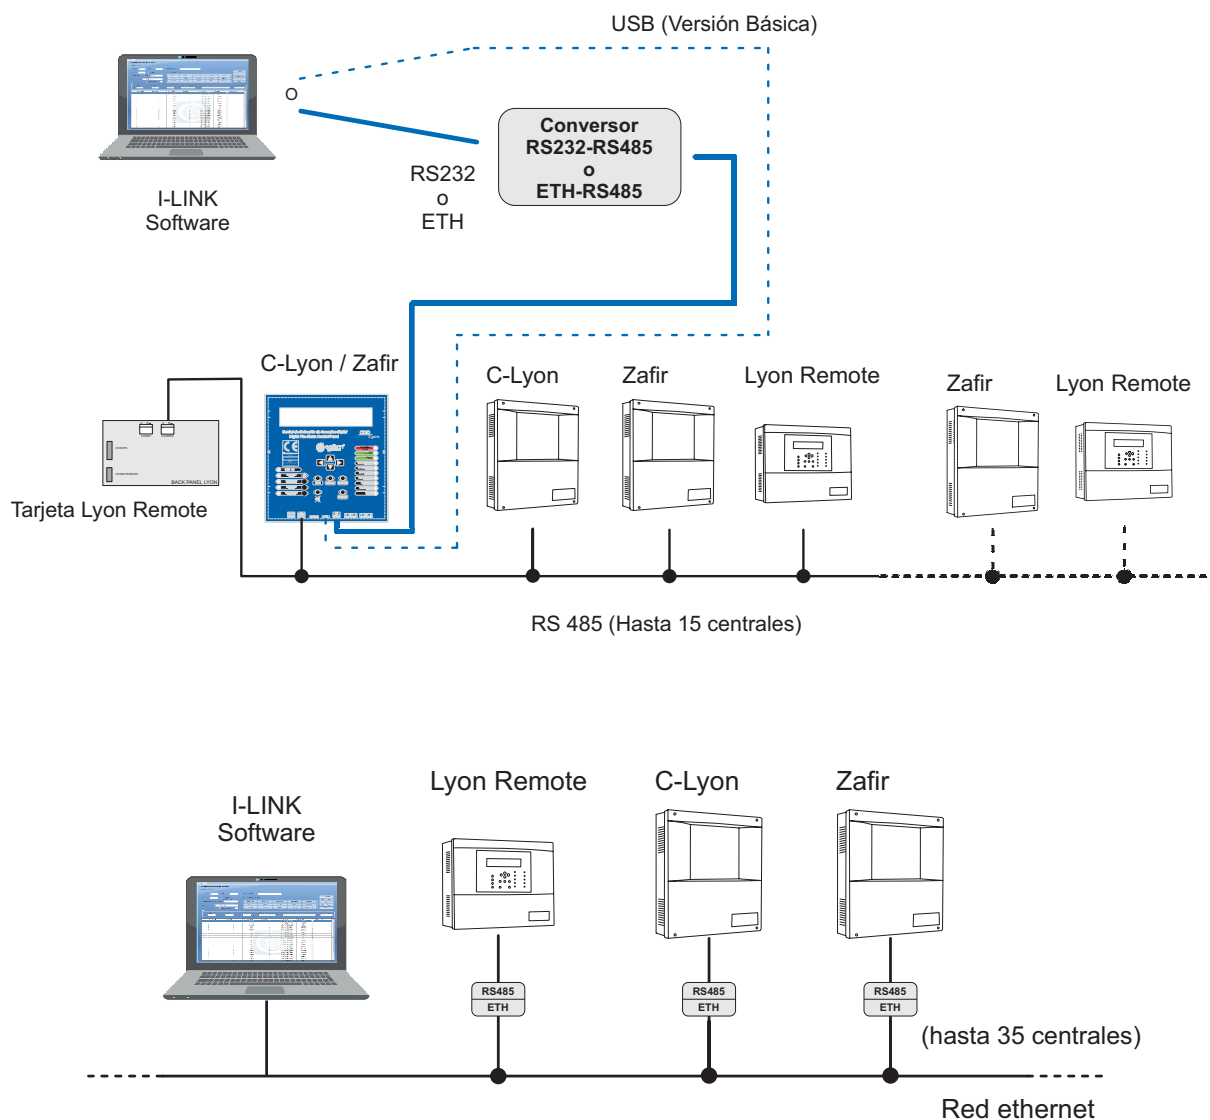 USB (Versión Básica)
O
Conversor
RS232-RS485
o
ETH-RS485
RS232
o
ETH
I-LINK
Software
C-Lyon / Zafir
C-Lyon
Zafir
Lyon Remote
Zafir
Lyon Remote
BACK PANEL LYON
Tarjeta Lyon Remote
RS 485 (Hasta 15 centrales)
Lyon Remote
C-Lyon
Zafir
I-LINK
Software
RS485
ETH
RS485
ETH
RS485
ETH
(hasta 35 centrales)
Red ethernet